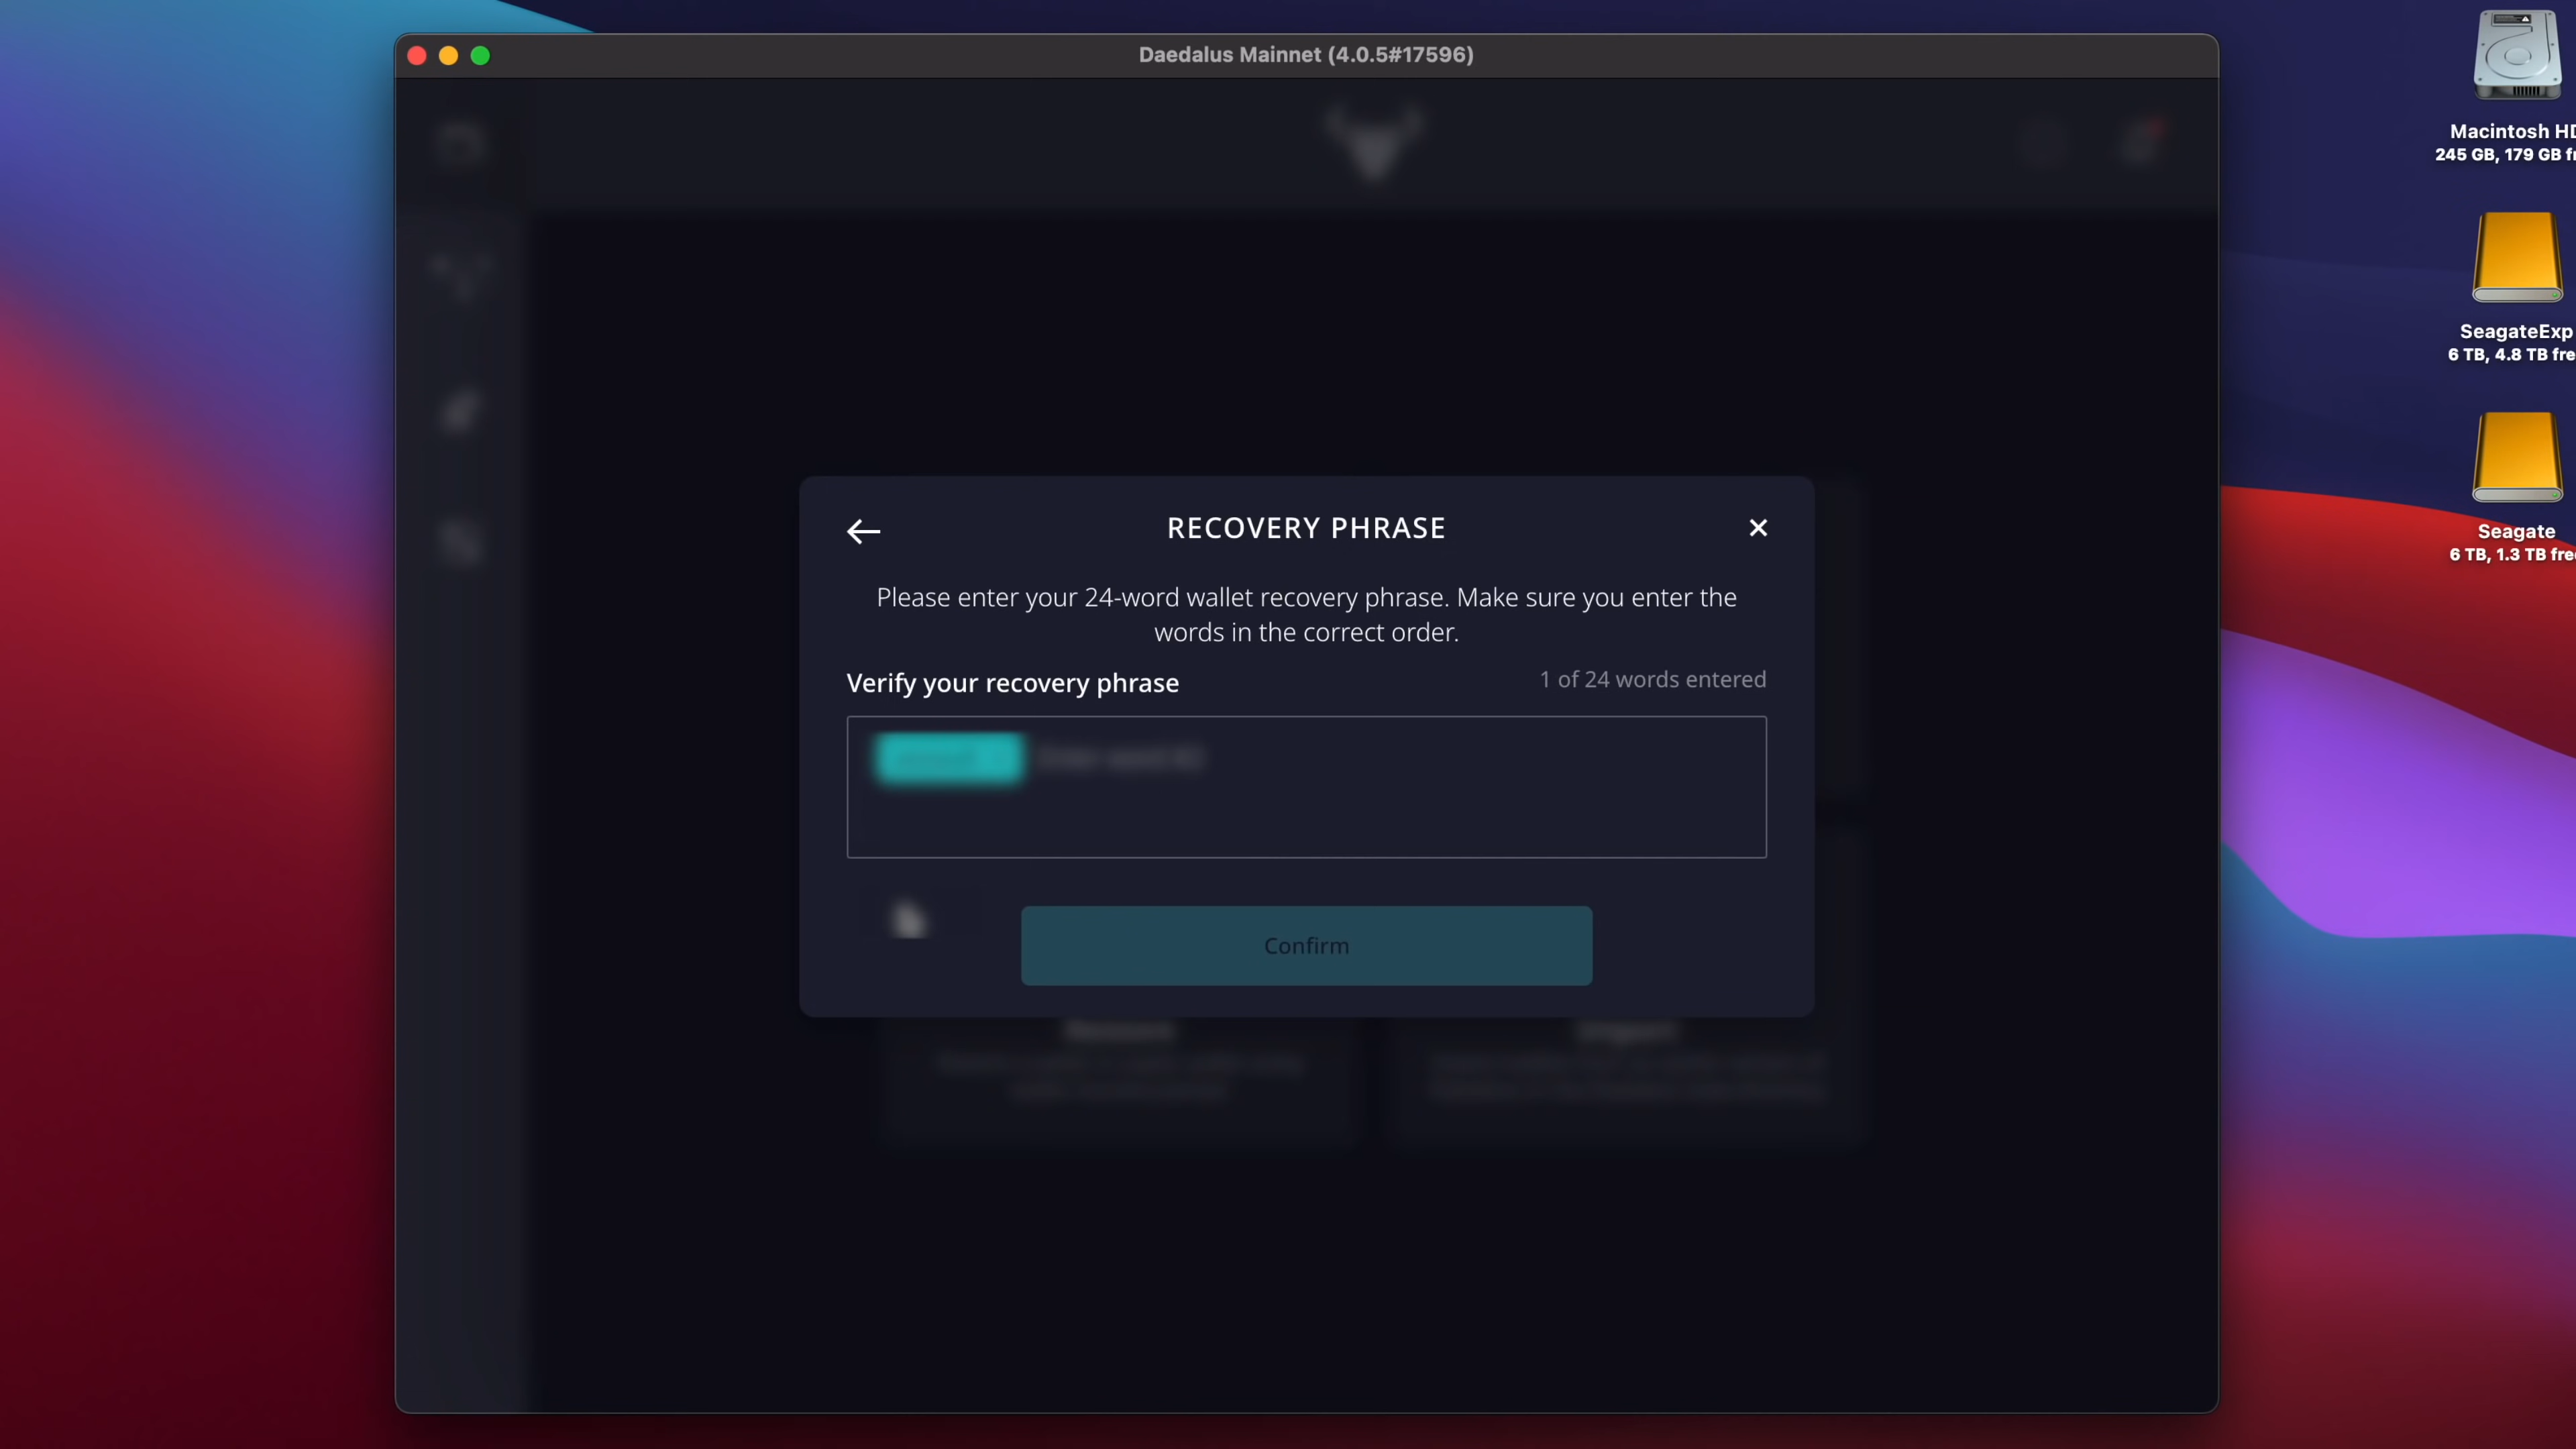 Daedalus Mainnet (4.0.5#17596)
Macintosh HD
245 GB, 179 GB
SeagateExp
6 TB, 4.8 TB
Seagate
6 TB, 1.3 TB
RECOVERY PHRASE
Please enter your 24-word wallet recovery phrase. Make sure you enter the
words in the correct order.
Verify your recovery phrase
1 of 24 words entered
Confirm